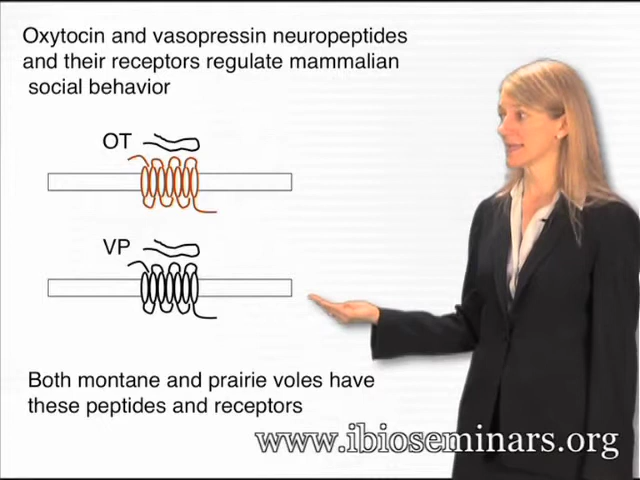 Oxytocin and vasopressin neuropeptides
and their receptors regulate mammalian
social behavior
OT
VP
Both montane and prairie voles have
these peptides and receptors
www.ibioseminars.org